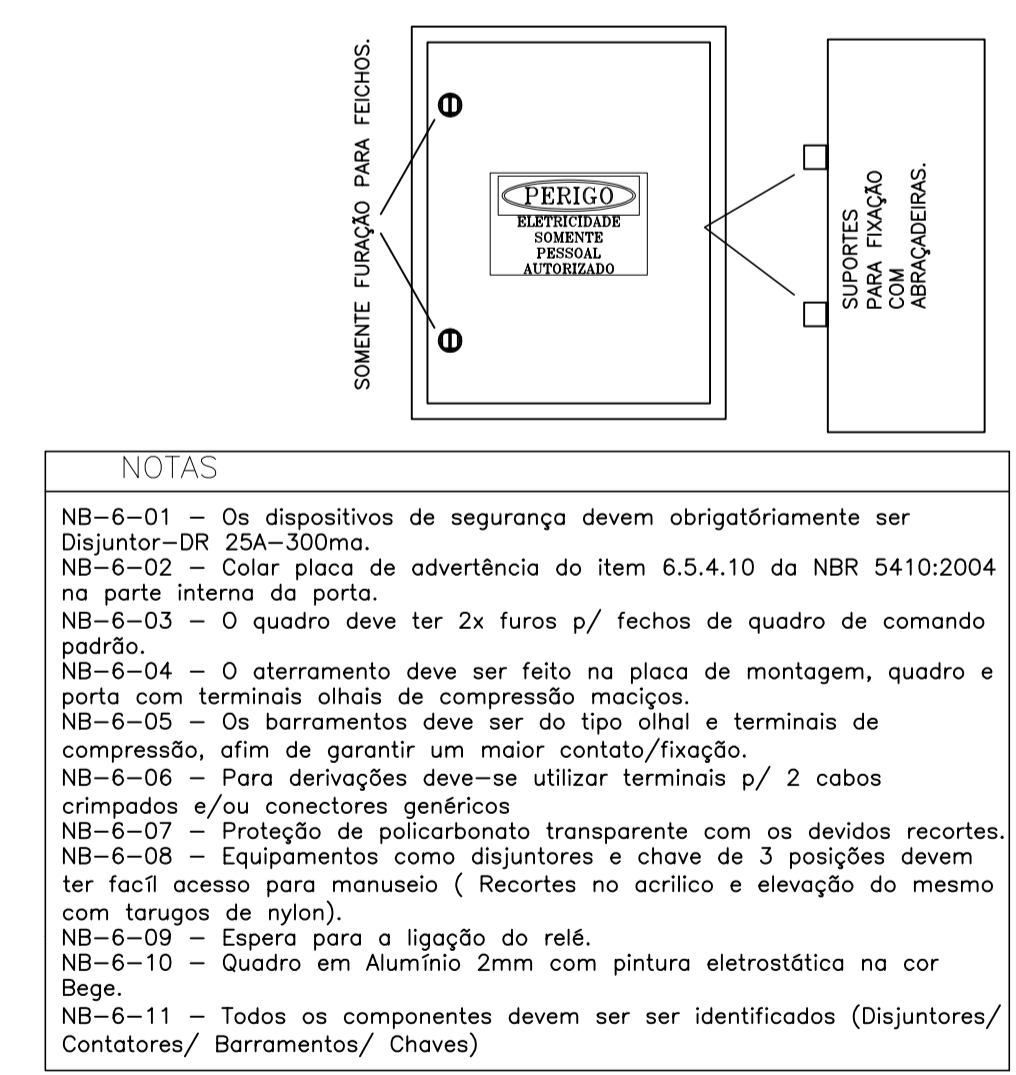 SOMENTE FURAÇÃO PARA FEICHOS.
PERIGO
ELETRICIDADE
SOMENTE
PESSOAL
AUTORIZADO
SUPORTES
PARA FIXAÇÃO
COM
ABRAÇADEIRAS.
NOTAS
NB-6-01 - Os dispositivos de segurança devem obrigatóriamente ser
Disjuntor-DR 25A-300ma.
NB-6-02 - Colar placa de advertência do item 6.5.4.10 da NBR 5410:2004
na parte interna da porta.
NB-6-03 - O quadro deve ter 2x furos p/ fechos de quadro de comando
padrão.
NB-6-04 - O aterramento deve ser feito na placa de montagem, quadro e
porta com terminais olhais de compressão maciços.
NB-6-05 - Os barramentos deve ser do tipo olhal e terminais de
compressão, afim de garantir um maior contato/fixação.
NB-6-06 - Para derivações deve-se utilizar terminais p/ 2 cabos
crimpados e/ou conectores genéricos
NB-6-07 - Proteção de policarbonato transparente com os devidos recortes.
NB-6-08 - Equipamentos como disjuntores e chave de 3 posições devem
ter facíl acesso para manuseio ( Recortes no acrilico e elevação do mesmo
com tarugos de nylon).
NB-6-09 - Espera para a ligação do relé.
NB-6-10 - Quadro em Alumínio 2mm com pintura eletrostática na cor
Bege.
NB-6-11 - Todos os componentes devem ser ser identificados (Disjuntores/
Contatores/ Barramentos/ Chaves)